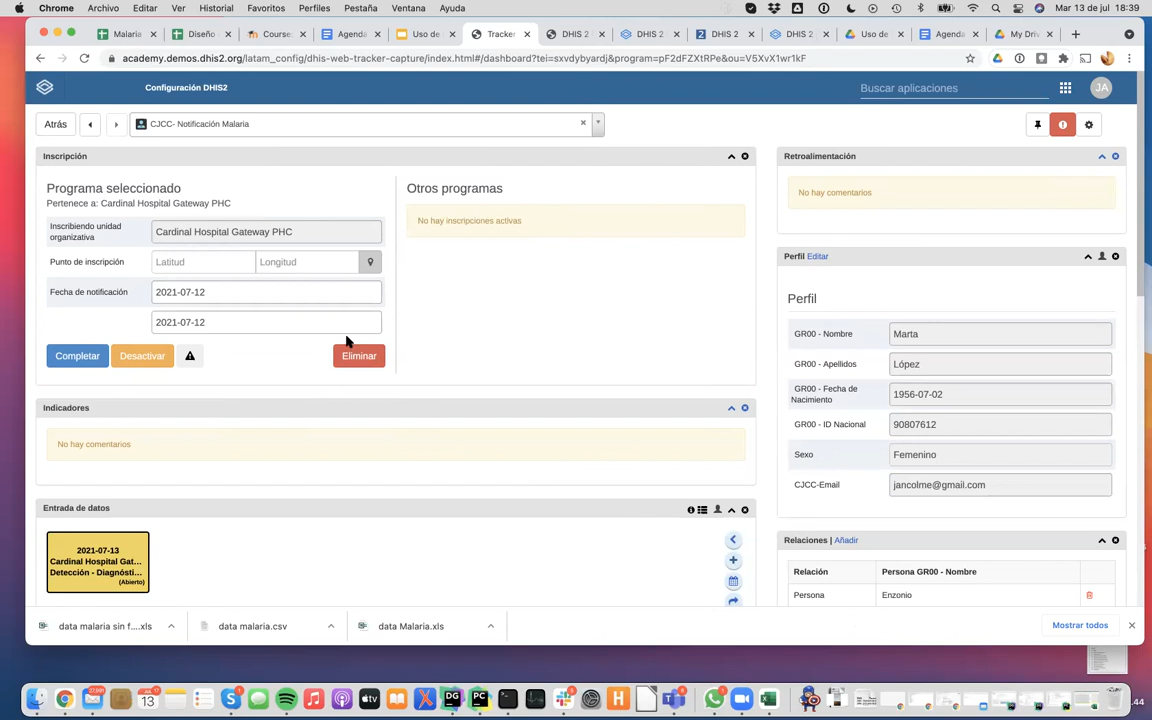 Chrome Archivo Editar Ver Historial Favoritos Perfiles Pestaña Ventana Ayuda Mar 13 de jul 18:39
Malaria Diseño Course: Agenda Uso de Tracker DHIS 2 DHIS 2 DHIS 2 DHIS 2 Uso de Agenda My Driv
academy.demos.dhis2.org/latam_config/dhis-web-tracker-capture/index.html#/dashboard?tei=sxvdybyardj&program=pF2dFZXtRPe&ou=V5XvX1wr1kF
Configuración DHIS2 Buscar aplicaciones JA
Atrás CJCC- Notificación Malaria
Inscripción
Programa seleccionado
Pertenece a: Cardinal Hospital Gateway PHC
Inscribiendo unidad organizativa Cardinal Hospital Gateway PHC
Punto de inscripción Latitud Longitud
Fecha de notificación 2021-07-12
2021-07-12
Completar Desactivar Eliminar
Otros programas
No hay inscripciones activas
Indicadores
No hay comentarios
Entrada de datos
2021-07-13
Cardinal Hospital Gat...
Detección - Diagnósti...
(Abierto)
Retroalimentación
No hay comentarios
Perfil Editar
Perfil
GR00 - Nombre Marta
GR00 - Apellidos López
GR00 - Fecha de Nacimiento 1956-07-02
GR00 - ID Nacional 90807612
Sexo Femenino
CJCC-Email jancolme@gmail.com
Relaciones | Añadir
Relación Persona GR00 - Nombre
Persona Enzonio
data malaria sin f....xls data malaria.csv data Malaria.xls Mostrar todos